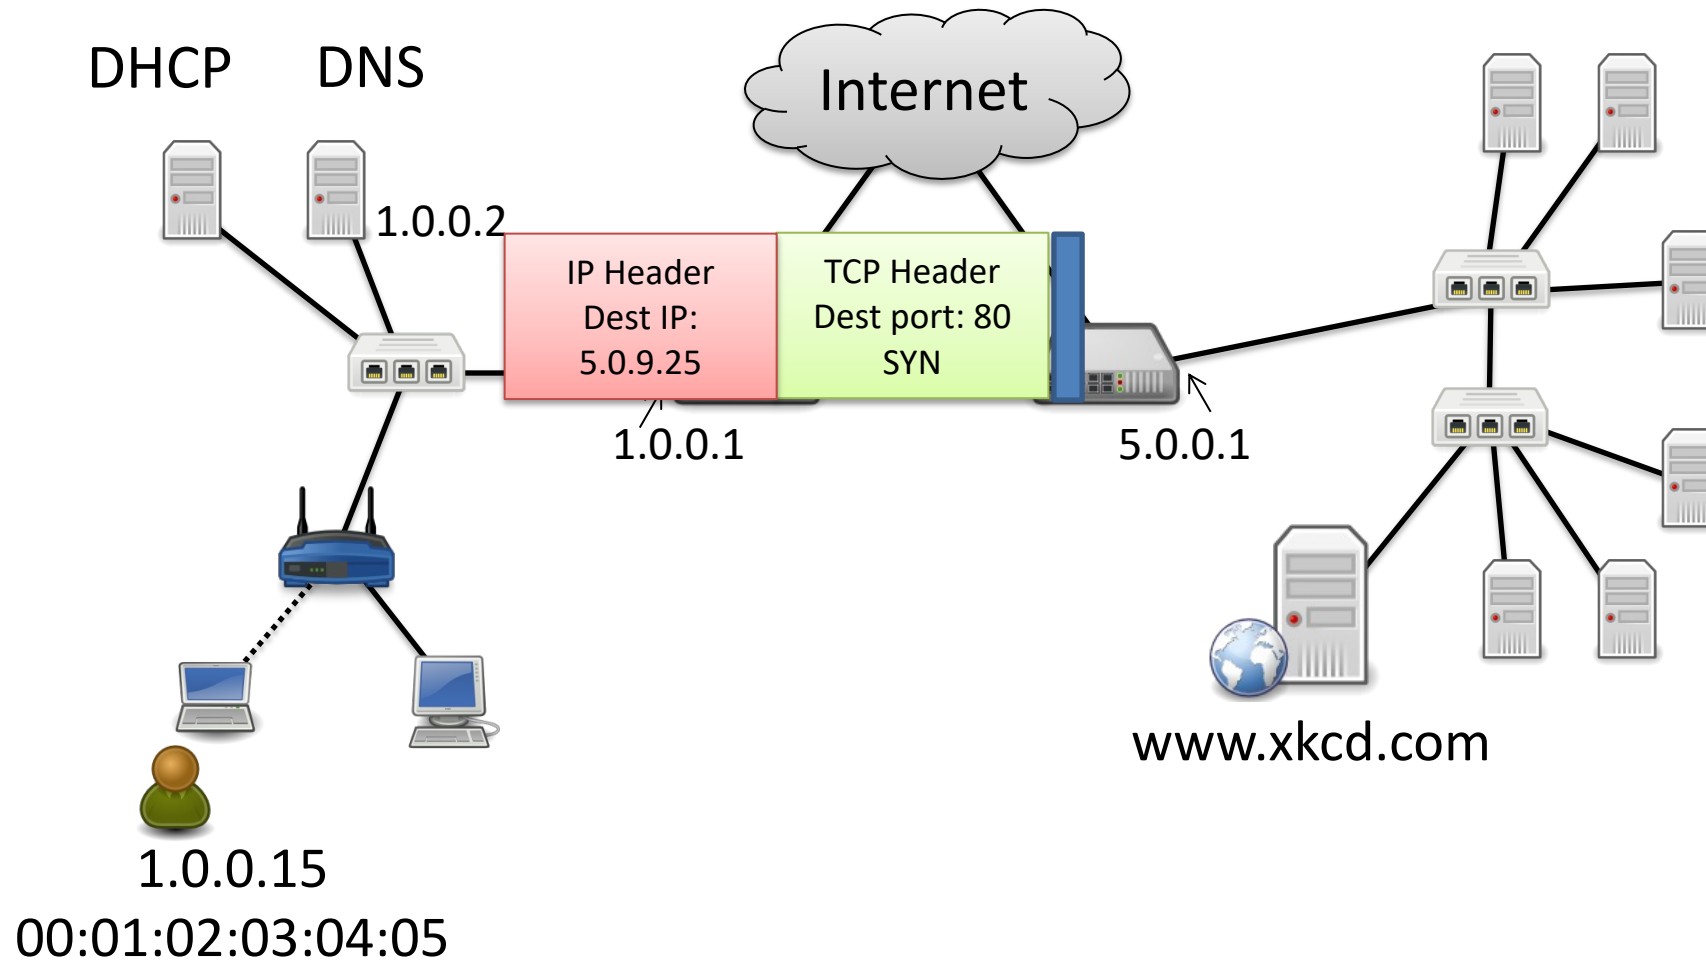 DHCP
DNS
Internet
1.0.0.2
IP Header
Dest IP:
5.0.9.25
TCP Header
Dest port: 80
SYN
1.0.0.1
5.0.0.1
www.xkcd.com
1.0.0.15
00:01:02:03:04:05